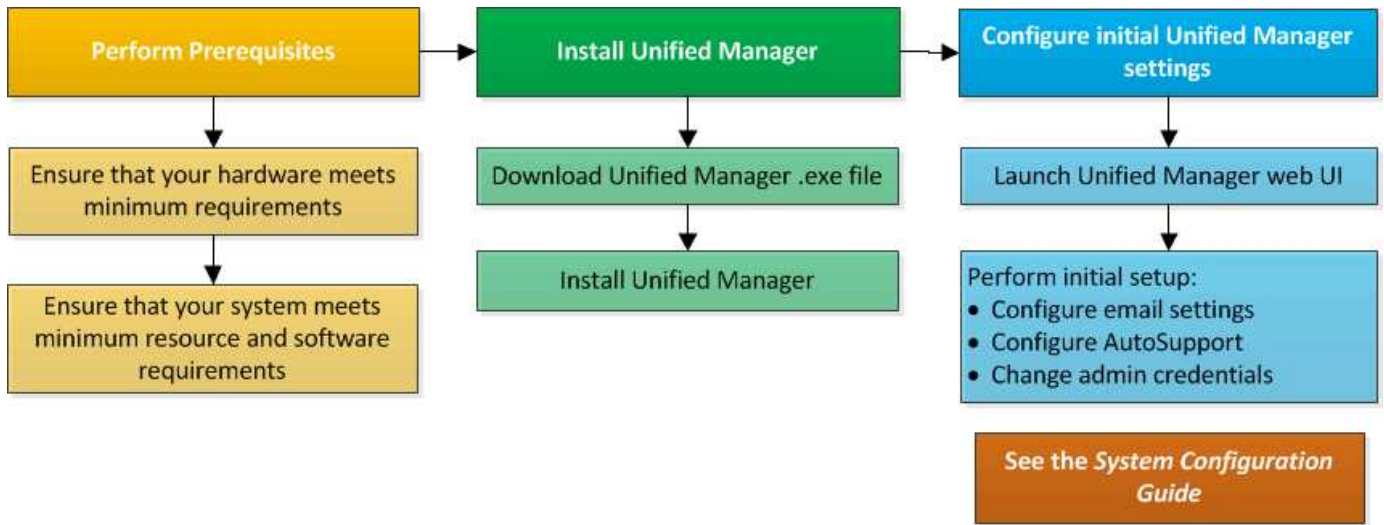 Perform Prerequisites
Ensure that your hardware meets
minimum requirements
Ensure that your system meets
minimum resource and software
requirements
Install Unified Manager
Download Unified Manager .exe file
Install Unified Manager
Configure initial Unified Manager
settings
Launch Unified Manager web UI
Perform initial setup:
• Configure email settings
• Configure AutoSupport
• Change admin credentials
See the System Configuration
Guide